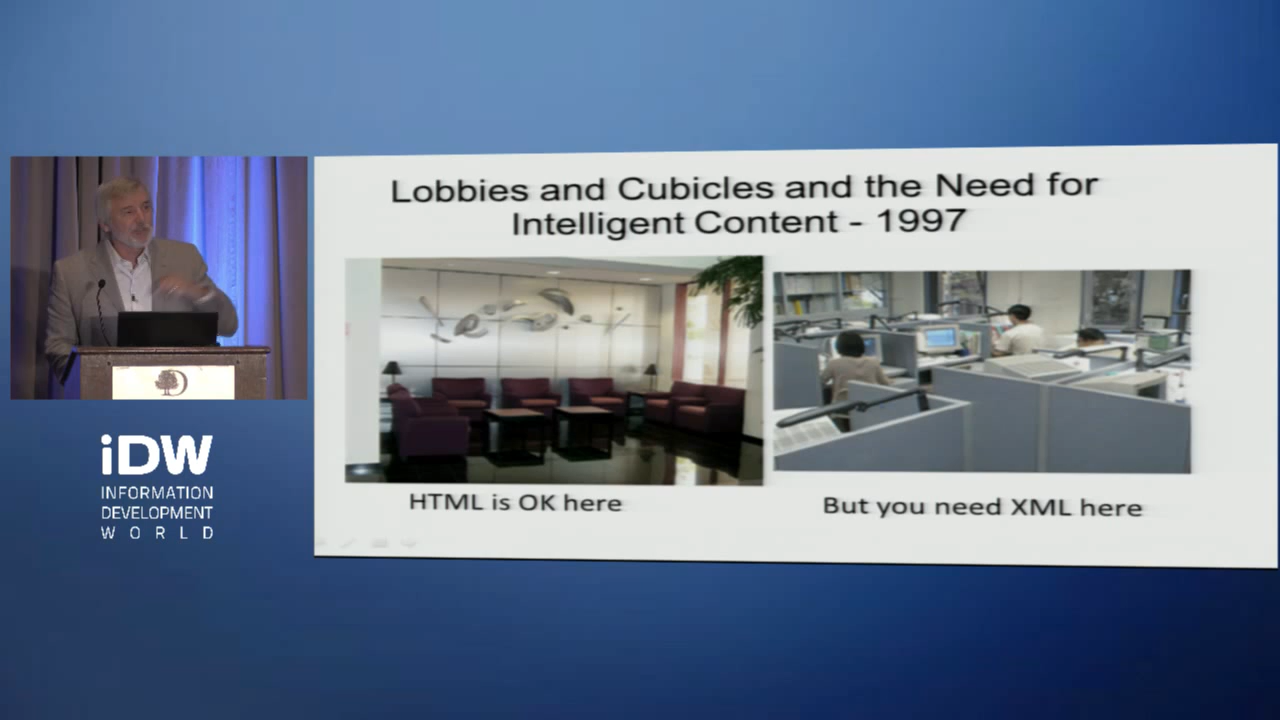 Lobbies and Cubicles and the Need for
Intelligent Content - 1997
HTML is OK here
But you need XML here
iDW
INFORMATION
DEVELOPMENT
WORLD
D